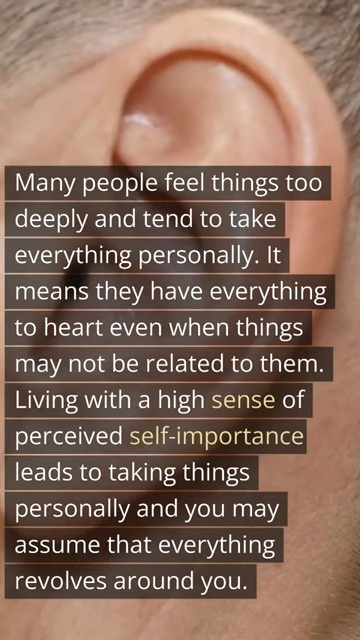 Many people feel things too
deeply and tend to take
everything personally. It
means they have everything
to heart even when things
may not be related to them.
Living with a high sense of
perceived self-importance
leads to taking things
personally and you may
assume that everything
revolves around you.